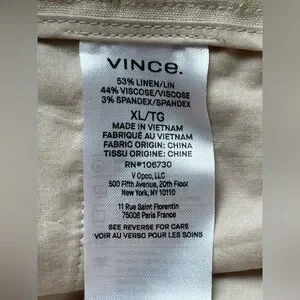 VINCE.
53% LINEN/LIN
44% VISCOSE/VISCOSE
3% SPANDEX/SPANDEX
XL/TG
MADE IN VIETNAM
FABRIQUÉ AU VIETNAM
FABRIC ORIGIN: CHINA
TISSU ORIGINE: CHINE
RN#106730
V Opco, LLC
500 Fifth Avenue, 20th Floor
New York, NY 10110
11 Rue Saint Florentin
75008 Paris France
SEE REVERSE FOR CARE
VOIR AU VERSO POUR LES SOINS